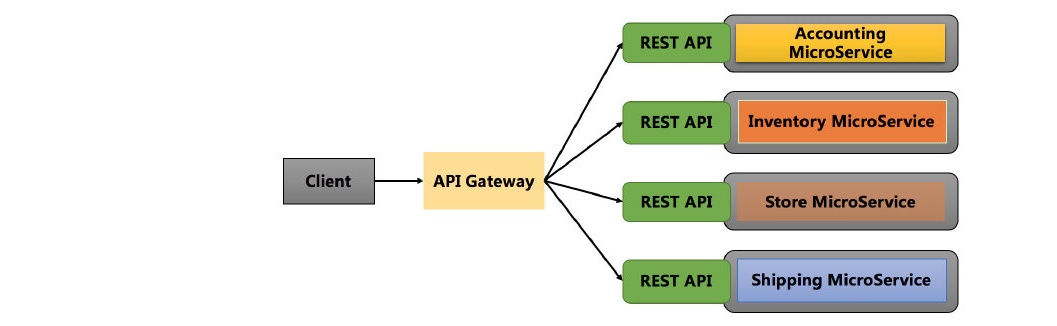 Client
API Gateway
REST API
Accounting
MicroService
REST API
Inventory MicroService
REST API
Store MicroService
REST API
Shipping MicroService